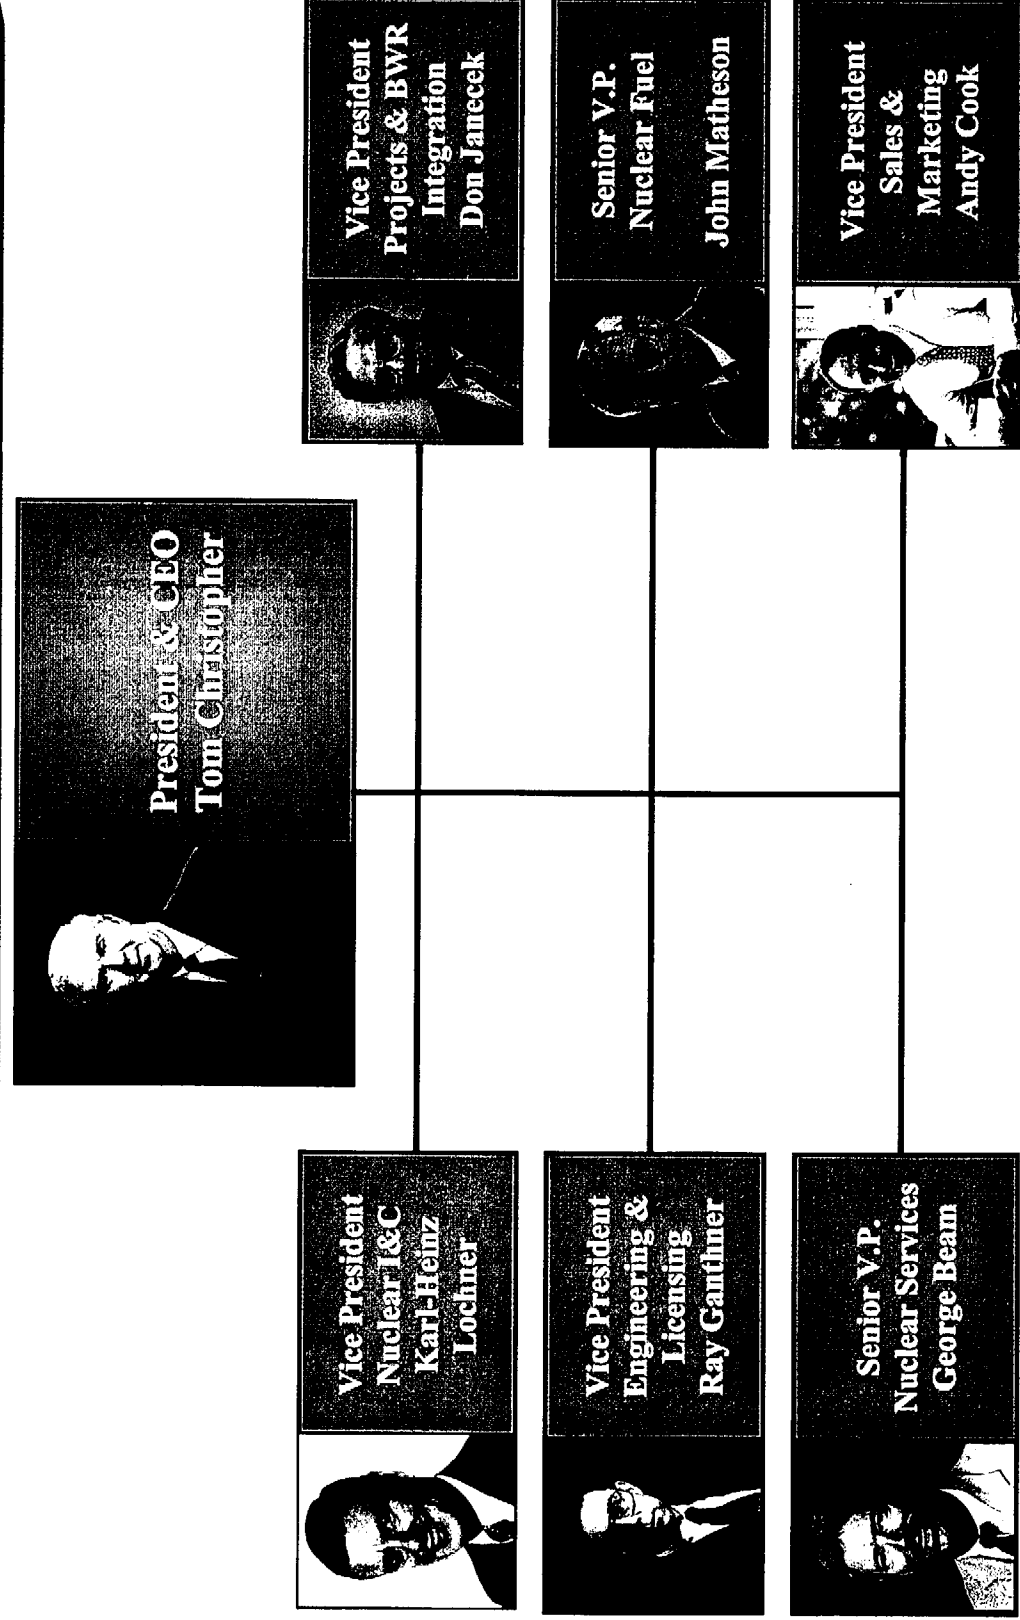 President & CEO
Tom Christopher
Vice President
Nuclear I&C
Karl-Heinz
Lochner
Vice President
Projects & BWR
Integration
Don Janecek
Vice President
Engineering &
Licensing
Ray Ganthner
Senior V.P.
Nuclear Fuel
John Matheson
Senior V.P.
Nuclear Services
George Beam
Vice President
Sales &
Marketing
Andy Cook